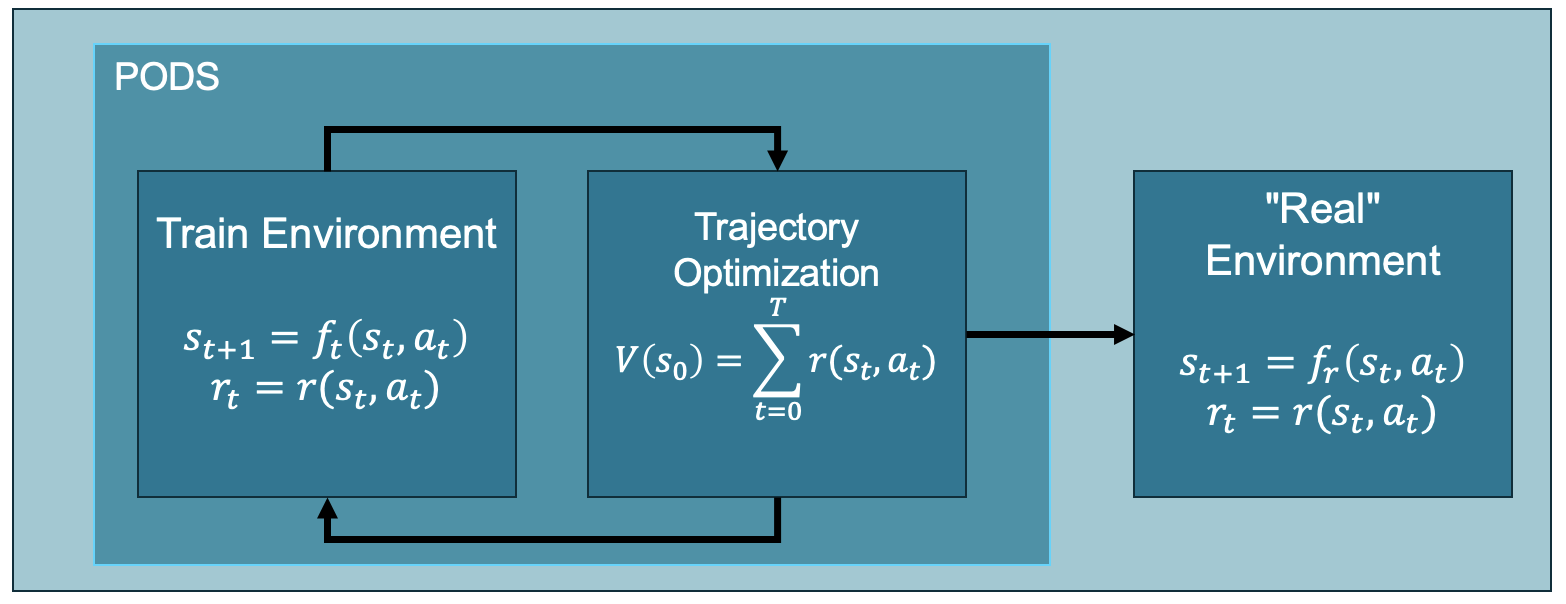 PODS
Train Environment
s_{t+1} = f_t(s_t, a_t)
r_t = r(s_t, a_t)
Trajectory
Optimization
V(s_0) = \sum_{t=0}^{T} r(s_t, a_t)
"Real"
Environment
s_{t+1} = f_r(s_t, a_t)
r_t = r(s_t, a_t)